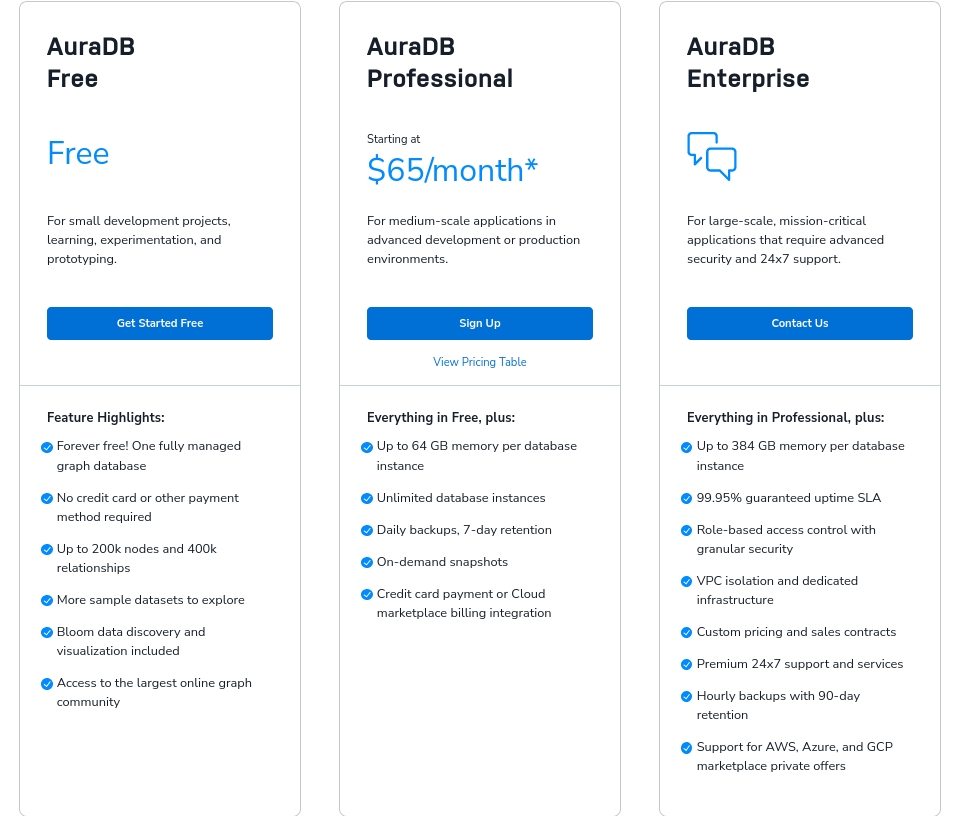 AuraDB
Free
Free
For small development projects,
learning, experimentation, and
prototyping.
Get Started Free
Feature Highlights:
Forever free! One fully managed
graph database
No credit card or other payment
method required
Up to 200k nodes and 400k
relationships
More sample datasets to explore
Bloom data discovery and
visualization included
Access to the largest online graph
community
AuraDB
Professional
Starting at
$65/month*
For medium-scale applications in
advanced development or production
environments.
Sign Up
View Pricing Table
Everything in Free, plus:
Up to 64 GB memory per database
instance
Unlimited database instances
Daily backups, 7-day retention
On-demand snapshots
Credit card payment or Cloud
marketplace billing integration
AuraDB
Enterprise
For large-scale, mission-critical
applications that require advanced
security and 24x7 support.
Contact Us
Everything in Professional, plus:
Up to 384 GB memory per database
instance
99.95% guaranteed uptime SLA
Role-based access control with
granular security
VPC isolation and dedicated
infrastructure
Custom pricing and sales contracts
Premium 24x7 support and services
Hourly backups with 90-day
retention
Support for AWS, Azure, and GCP
marketplace private offers